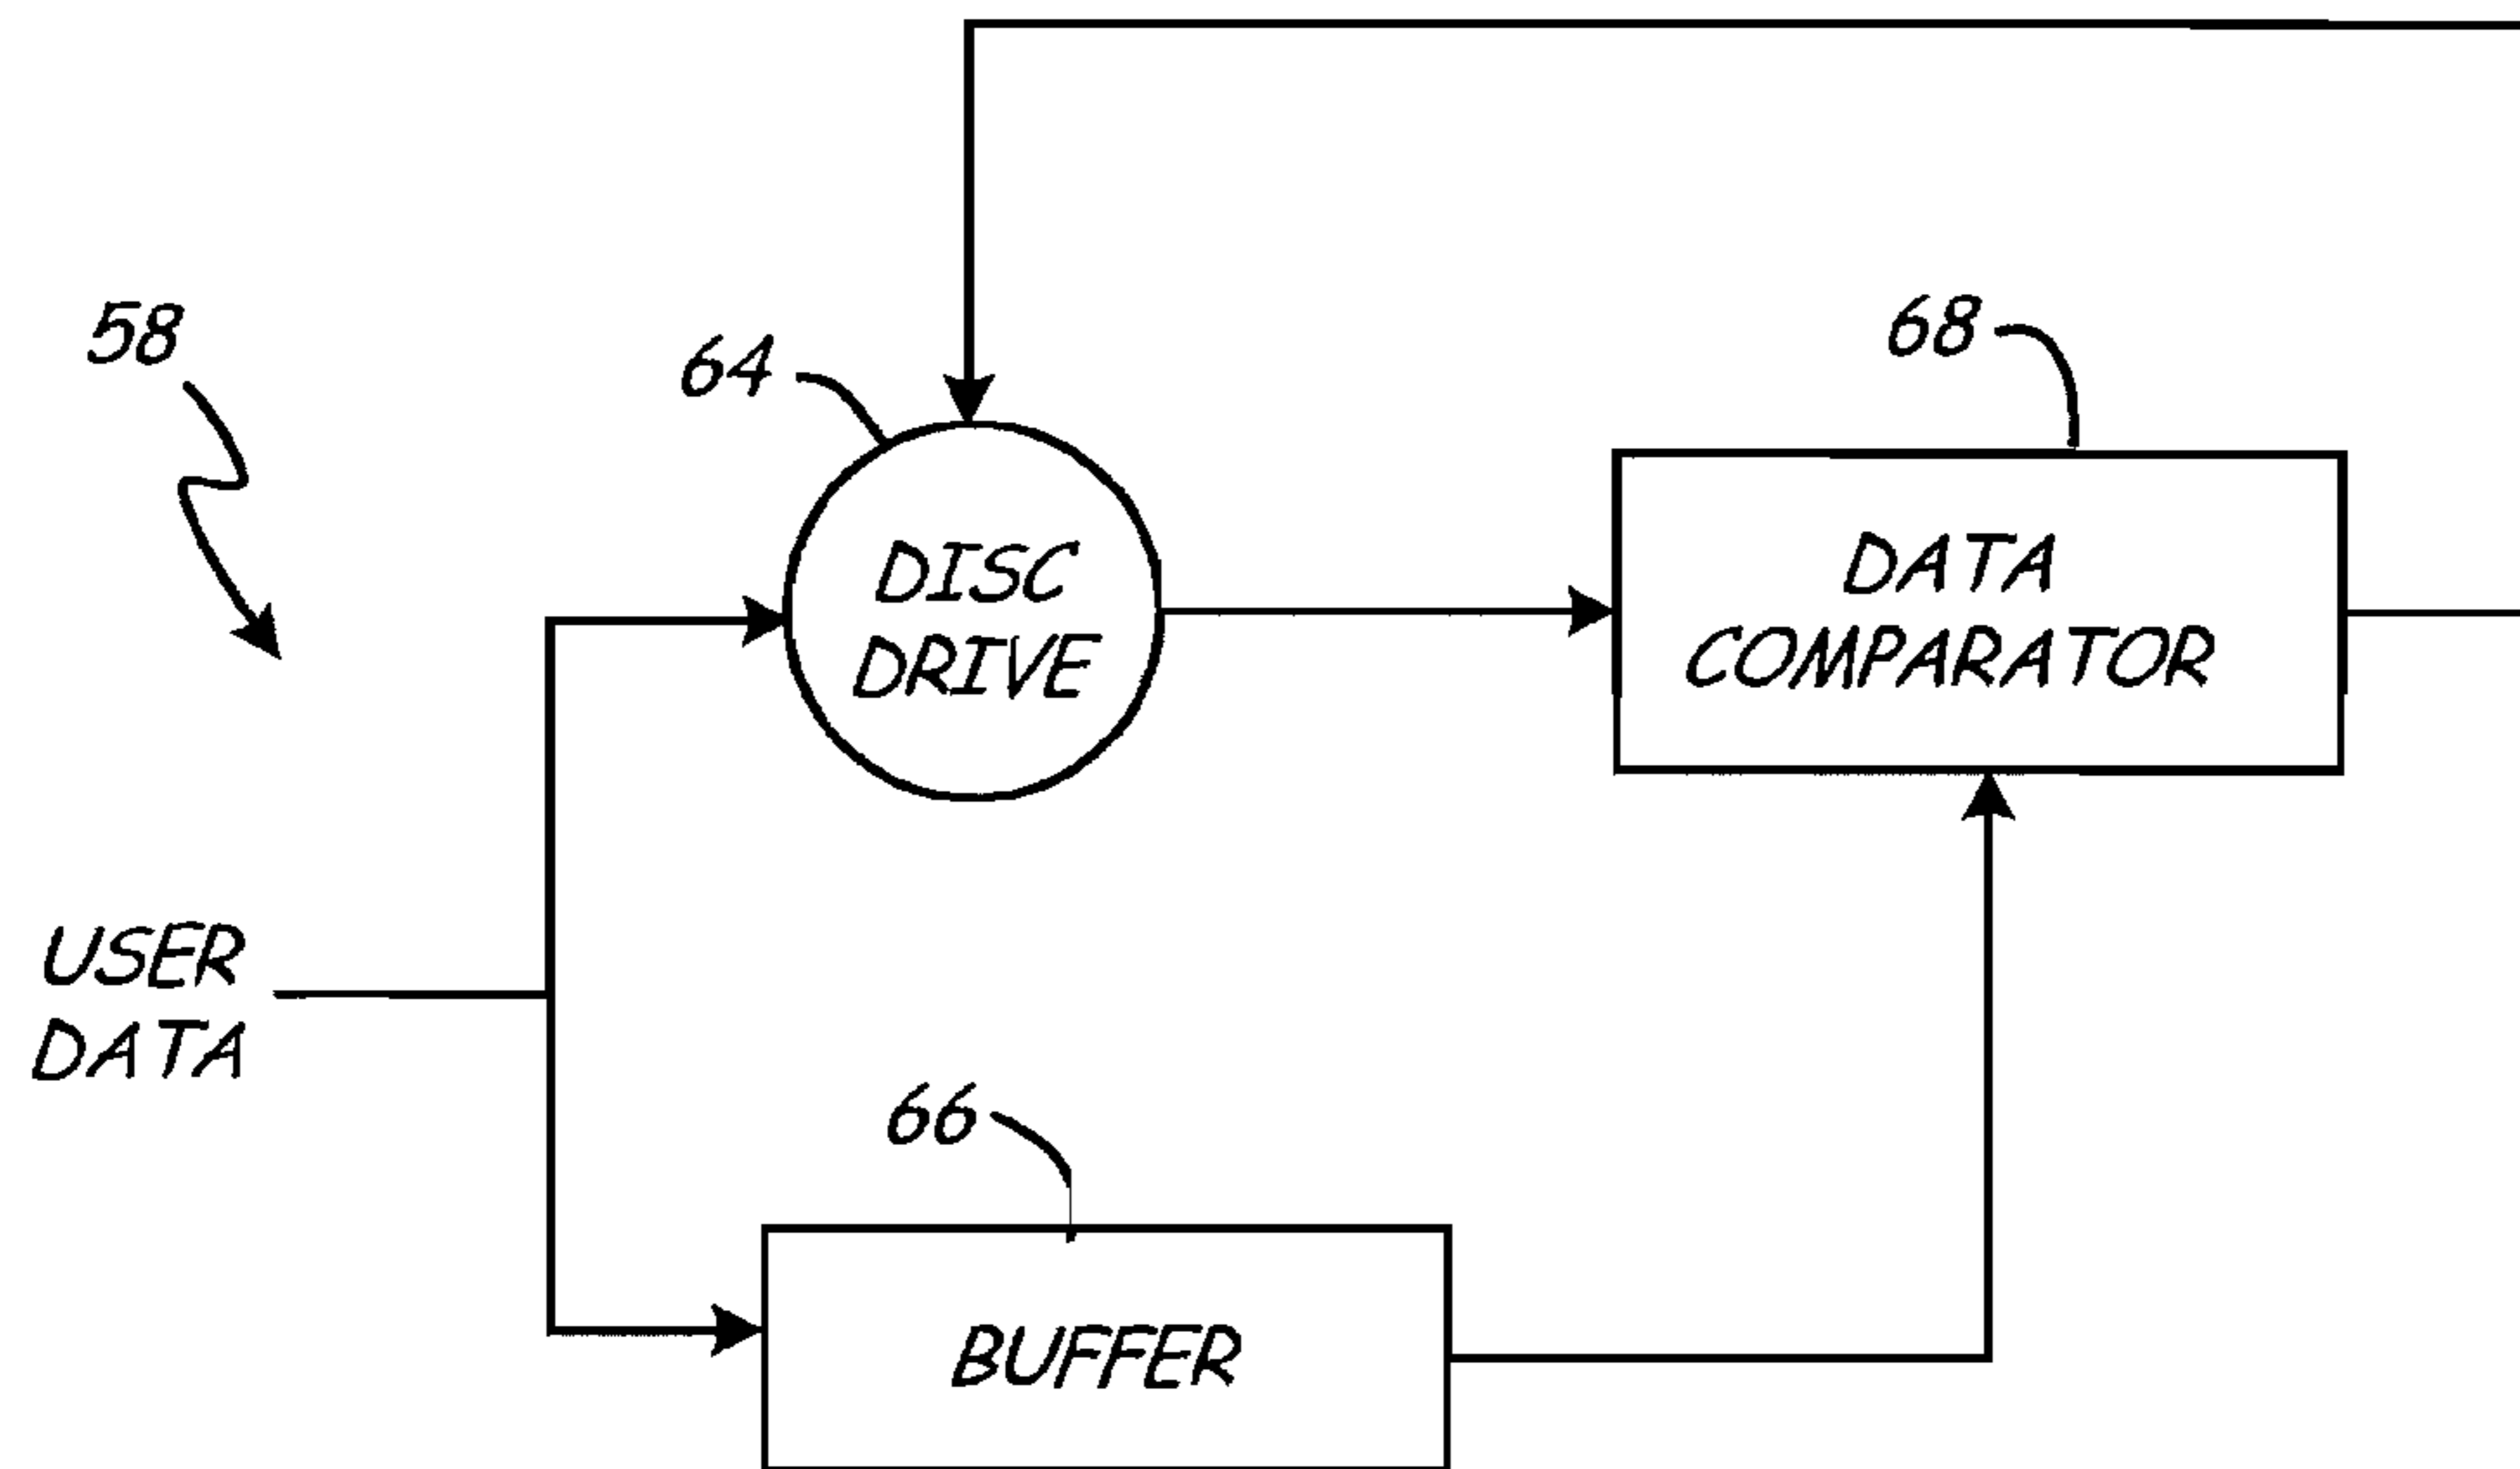 58
64
68
DISC
DRIVE
DATA
COMPARATOR
USER
DATA
66
BUFFER